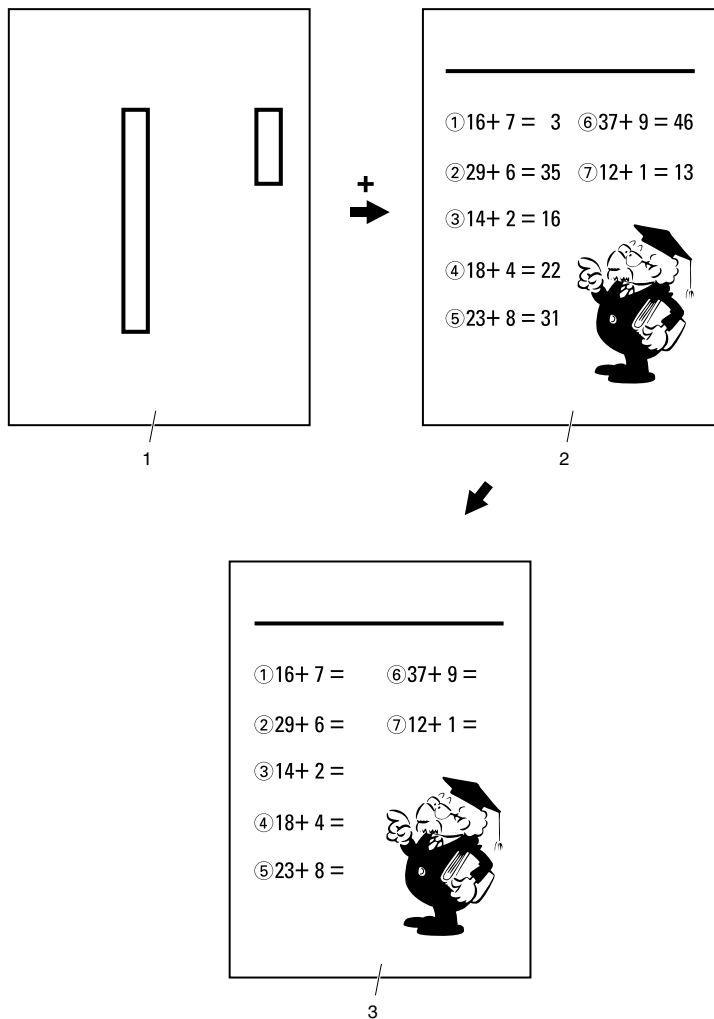 +
①16+ 7 = 3 ⑥37+ 9 = 46
②29+ 6 = 35 ⑦12+ 1 = 13
③14+ 2 = 16
④18+ 4 = 22
⑤23+ 8 = 31
1
2
①16+ 7 = ⑥37+ 9 =
②29+ 6 = ⑦12+ 1 =
③14+ 2 =
④18+ 4 =
⑤23+ 8 =
3